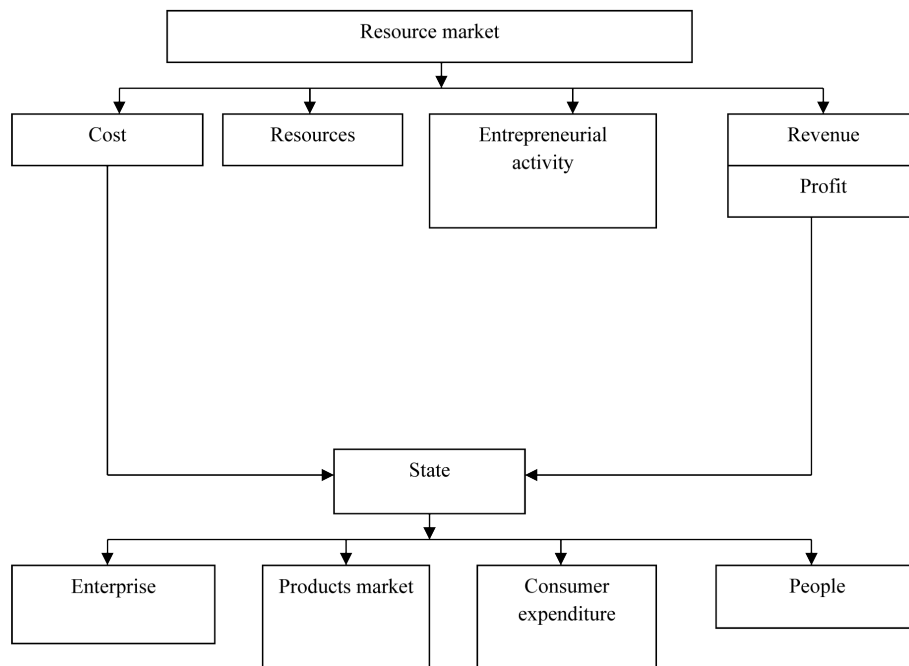 Resource market
Cost
Resources
Entrepreneurial
activity
Revenue
Profit
State
Enterprise
Products market
Consumer
expenditure
People